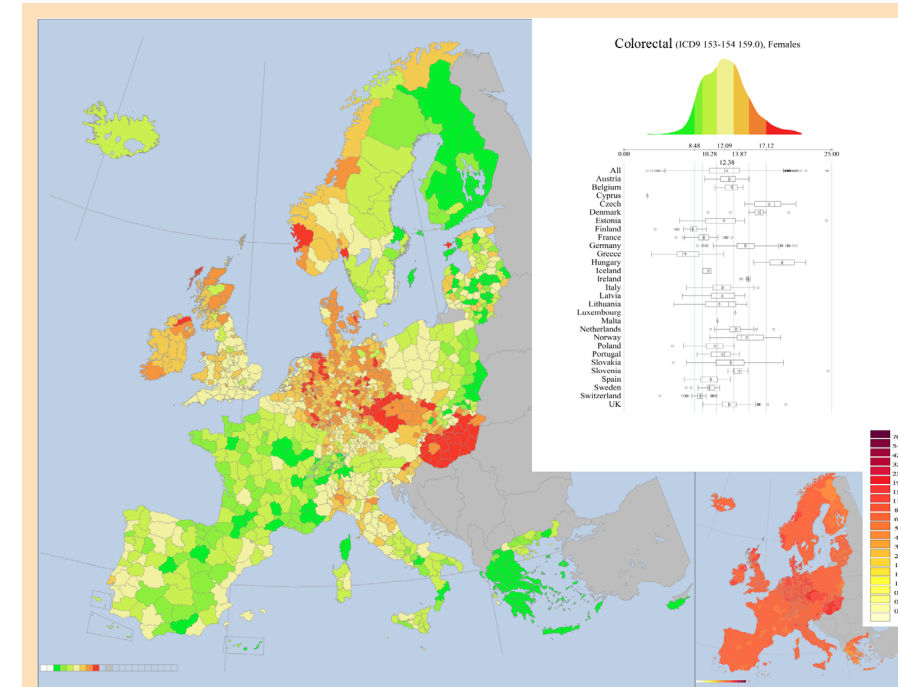 Colorectal (ICD9 153-154 159.0), Females
8.48 12.09 17.12
0.00 10.28 13.87 25.00
12.38
All
Austria
Belgium
Cyprus
Czech
Denmark
Estonia
Finland
France
Germany
Greece
Hungary
Iceland
Ireland
Italy
Latvia
Lithuania
Luxembourg
Malta
Netherlands
Norway
Poland
Portugal
Slovakia
Slovenia
Spain
Sweden
Switzerland
UK